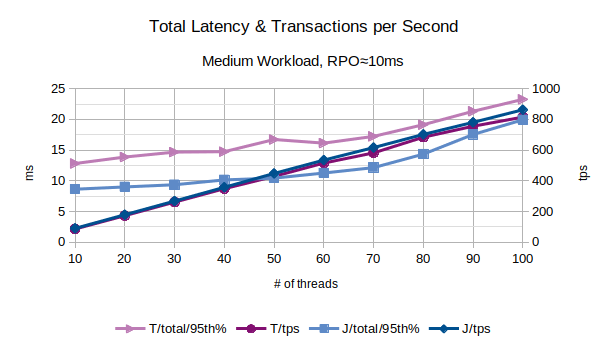 Total Latency & Transactions per Second
Medium Workload, RPO≈10ms
25 1000
20 800
15 600
10 400
5 200
0 0
ms
tps
10 20 30 40 50 60 70 80 90 100
# of threads
T/total/95th% T/tps J/total/95th% J/tps